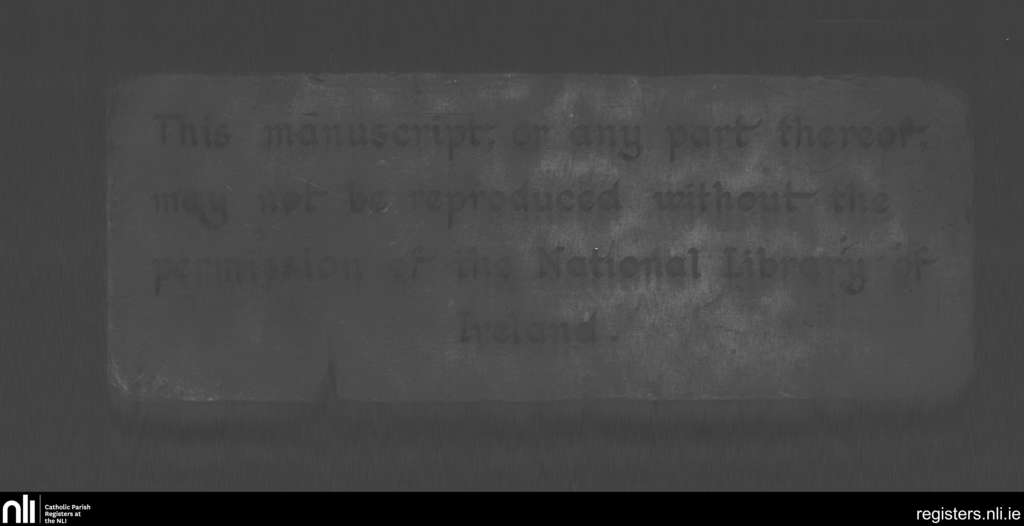 This manuscript, or any part thereof,
may not be reproduced without the
permission of the National Library of
Ireland.
nli
Catholic Parish
Registers at
the NLI
registers.nli.ie